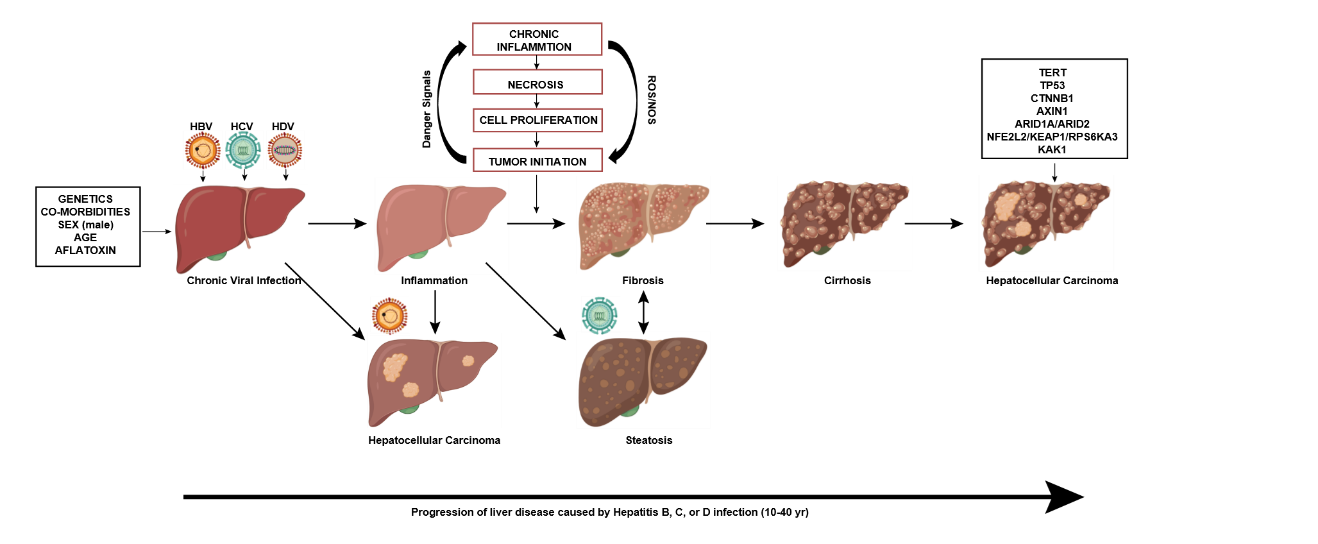 CHRONIC
INFLAMMTION
NECROSIS
CELL PROLIFERATION
TUMOR INITIATION
Danger Signals
ROS/NOS
TERT
TP53
CTNNB1
AXIN1
ARID1A/ARID2
NFE2L2/KEAP1/RPS6KA3
KAK1
HBV HCV HDV
GENETICS
CO-MORBIDITIES
SEX (male)
AGE
AFLATOXIN
Chronic Viral Infection
Inflammation
Fibrosis
Cirrhosis
Hepatocellular Carcinoma
Hepatocellular Carcinoma
Steatosis
Progression of liver disease caused by Hepatitis B, C, or D infection (10-40 yr)